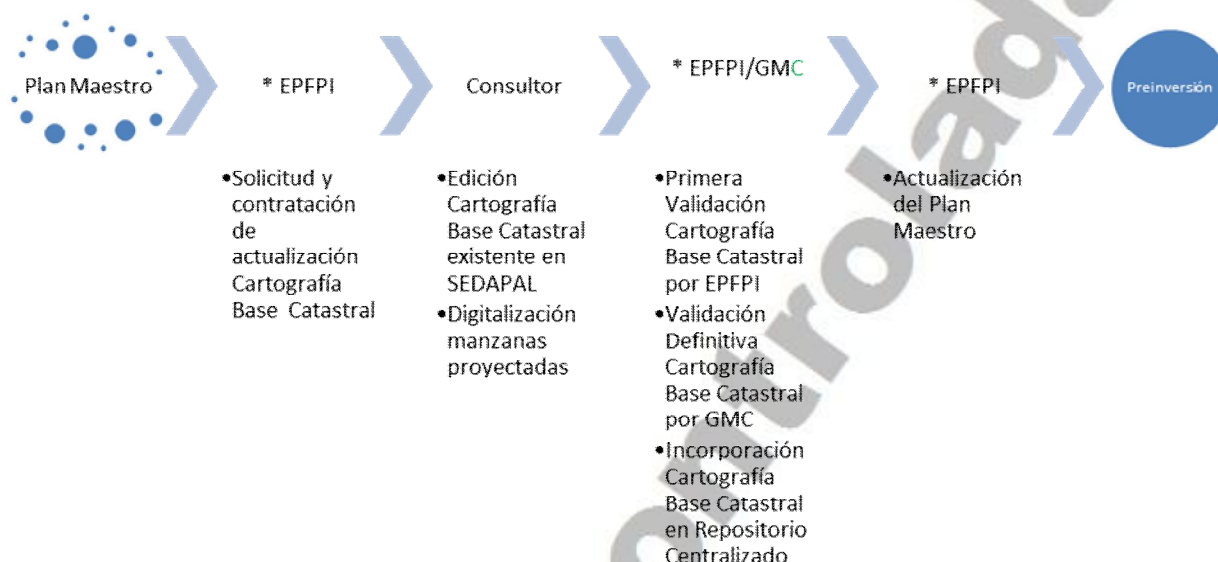 Plan Maestro
* EPFPI
Consultor
* EPFPI/GMC
* EPFPI
Preinversión
•Solicitud y
contratación
de
actualización
Cartografía
Base Catastral
•Edición
Cartografía
Base Catastral
existente en
SEDAPAL
•Digitalización
manzanas
proyectadas
•Primera
Validación
Cartografía
Base Catastral
por EPFPI
•Validación
Definitiva
Cartografía
Base Catastral
por GMC
•Incorporación
Cartografía
Base Catastral
en Repositorio
Centralizado
•Actualización
del Plan
Maestro
ontrolada